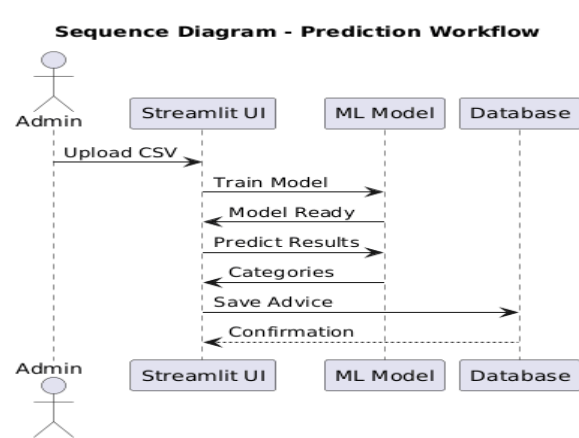 Sequence Diagram - Prediction Workflow
Admin
Streamlit UI
ML Model
Database
Upload CSV
Train Model
Model Ready
Predict Results
Categories
Save Advice
Confirmation
Admin
Streamlit UI
ML Model
Database